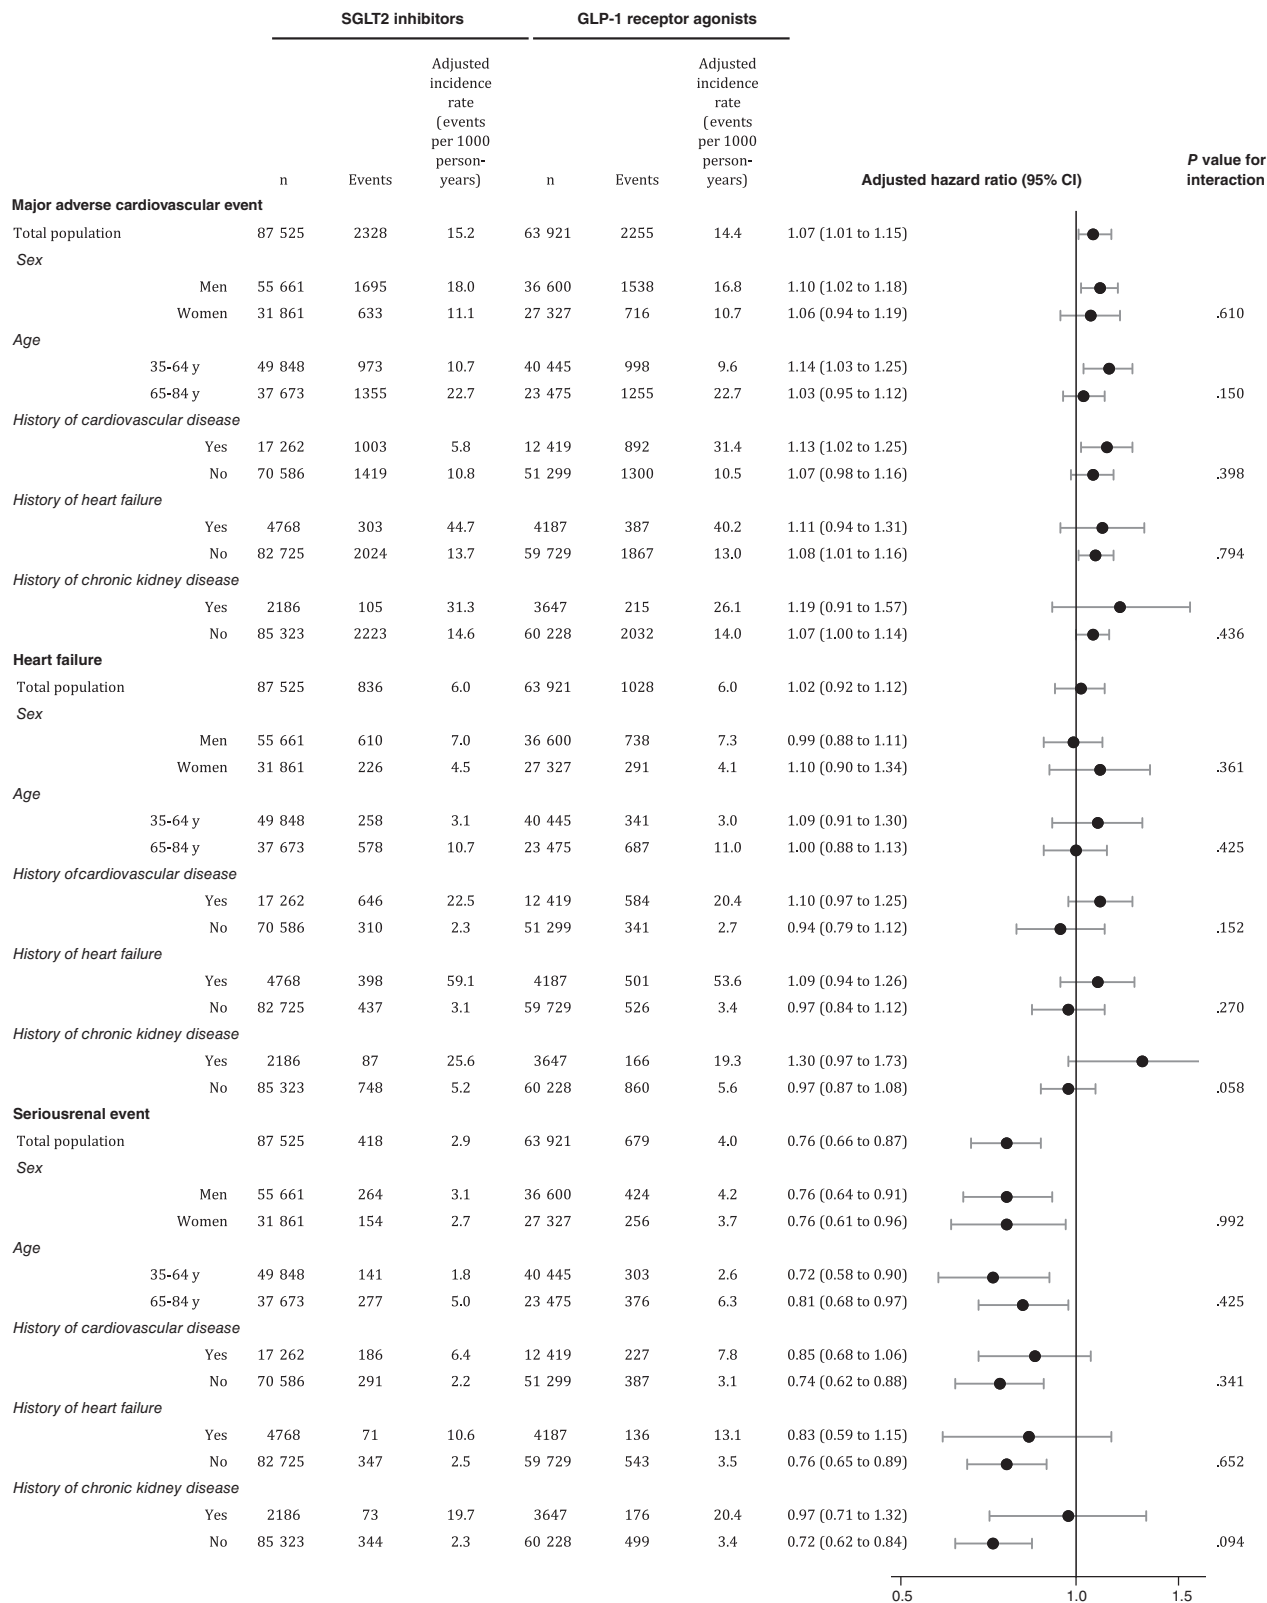 SGLT2 inhibitors GLP-1 receptor agonists
Adjusted Adjusted
incidence incidence
rate rate
(events (events
per 1000 per 1000
person- person-
n Events years) n Events years) Adjusted hazard ratio (95% CI) P value for
interaction
Major adverse cardiovascular event
Total population 87 525 2328 15.2 63 921 2255 14.4 1.07 (1.01 to 1.15)
Sex
Men 55 661 1695 18.0 36 600 1538 16.8 1.10 (1.02 to 1.18)
Women 31 861 633 11.1 27 327 716 10.7 1.06 (0.94 to 1.19) .610
Age
35-64 y 49 848 973 10.7 40 445 998 9.6 1.14 (1.03 to 1.25)
65-84 y 37 673 1355 22.7 23 475 1255 22.7 1.03 (0.95 to 1.12) .150
History of cardiovascular disease
Yes 17 262 1003 5.8 12 419 892 31.4 1.13 (1.02 to 1.25)
No 70 586 1419 10.8 51 299 1300 10.5 1.07 (0.98 to 1.16) .398
History of heart failure
Yes 4768 303 44.7 4187 387 40.2 1.11 (0.94 to 1.31)
No 82 725 2024 13.7 59 729 1867 13.0 1.08 (1.01 to 1.16) .794
History of chronic kidney disease
Yes 2186 105 31.3 3647 215 26.1 1.19 (0.91 to 1.57)
No 85 323 2223 14.6 60 228 2032 14.0 1.07 (1.00 to 1.14) .436
Heart failure
Total population 87 525 836 6.0 63 921 1028 6.0 1.02 (0.92 to 1.12)
Sex
Men 55 661 610 7.0 36 600 738 7.3 0.99 (0.88 to 1.11)
Women 31 861 226 4.5 27 327 291 4.1 1.10 (0.90 to 1.34) .361
Age
35-64 y 49 848 258 3.1 40 445 341 3.0 1.09 (0.91 to 1.30)
65-84 y 37 673 578 10.7 23 475 687 11.0 1.00 (0.88 to 1.13) .425
History ofcardiovascular disease
Yes 17 262 646 22.5 12 419 584 20.4 1.10 (0.97 to 1.25)
No 70 586 310 2.3 51 299 341 2.7 0.94 (0.79 to 1.12) .152
History of heart failure
Yes 4768 398 59.1 4187 501 53.6 1.09 (0.94 to 1.26)
No 82 725 437 3.1 59 729 526 3.4 0.97 (0.84 to 1.12) .270
History of chronic kidney disease
Yes 2186 87 25.6 3647 166 19.3 1.30 (0.97 to 1.73)
No 85 323 748 5.2 60 228 860 5.6 0.97 (0.87 to 1.08) .058
Seriousrenal event
Total population 87 525 418 2.9 63 921 679 4.0 0.76 (0.66 to 0.87)
Sex
Men 55 661 264 3.1 36 600 424 4.2 0.76 (0.64 to 0.91)
Women 31 861 154 2.7 27 327 256 3.7 0.76 (0.61 to 0.96) .992
Age
35-64 y 49 848 141 1.8 40 445 303 2.6 0.72 (0.58 to 0.90)
65-84 y 37 673 277 5.0 23 475 376 6.3 0.81 (0.68 to 0.97) .425
History of cardiovascular disease
Yes 17 262 186 6.4 12 419 227 7.8 0.85 (0.68 to 1.06)
No 70 586 291 2.2 51 299 387 3.1 0.74 (0.62 to 0.88) .341
History of heart failure
Yes 4768 71 10.6 4187 136 13.1 0.83 (0.59 to 1.15)
No 82 725 347 2.5 59 729 543 3.5 0.76 (0.65 to 0.89) .652
History of chronic kidney disease
Yes 2186 73 19.7 3647 176 20.4 0.97 (0.71 to 1.32)
No 85 323 344 2.3 60 228 499 3.4 0.72 (0.62 to 0.84) .094
0.5 1.0 1.5